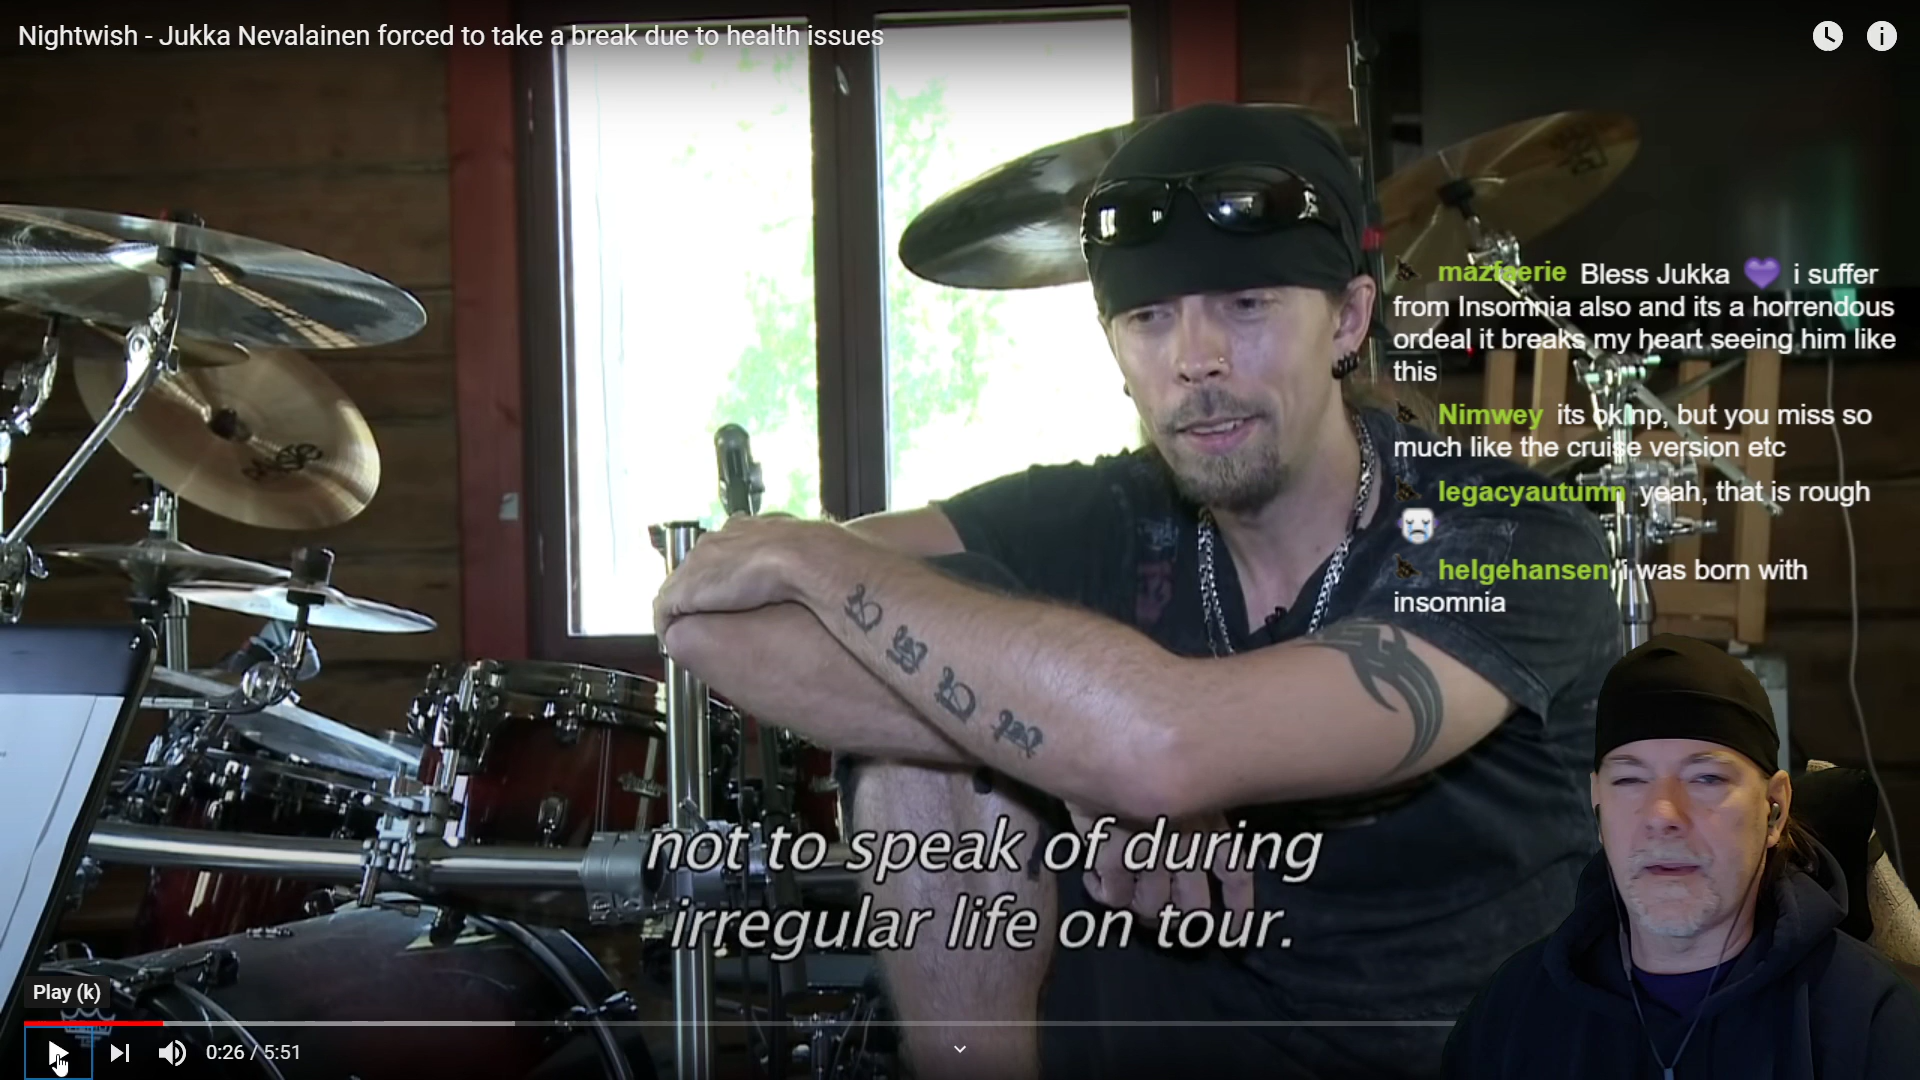 Nightwish - Jukka Nevalainen forced to take a break due to health issues
mazfaerie Bless Jukka 💜 i suffer
from Insomnia also and its a horrendous
ordeal it breaks my heart seeing him like
this
Nimwey its ok np, but you miss so
much like the cruise version etc
legacyautumn yeah, that is rough
😭
helgehansen i was born with
insomnia
not to speak of during
irregular life on tour.
Play (k)
0:26 / 5:51